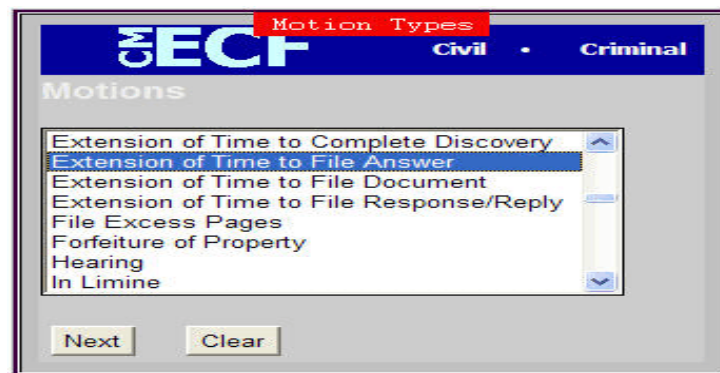 Motion Types
CM ECF Civil • Criminal
Motions
Extension of Time to Complete Discovery
Extension of Time to File Answer
Extension of Time to File Document
Extension of Time to File Response/Reply
File Excess Pages
Forfeiture of Property
Hearing
In Limine
Next Clear